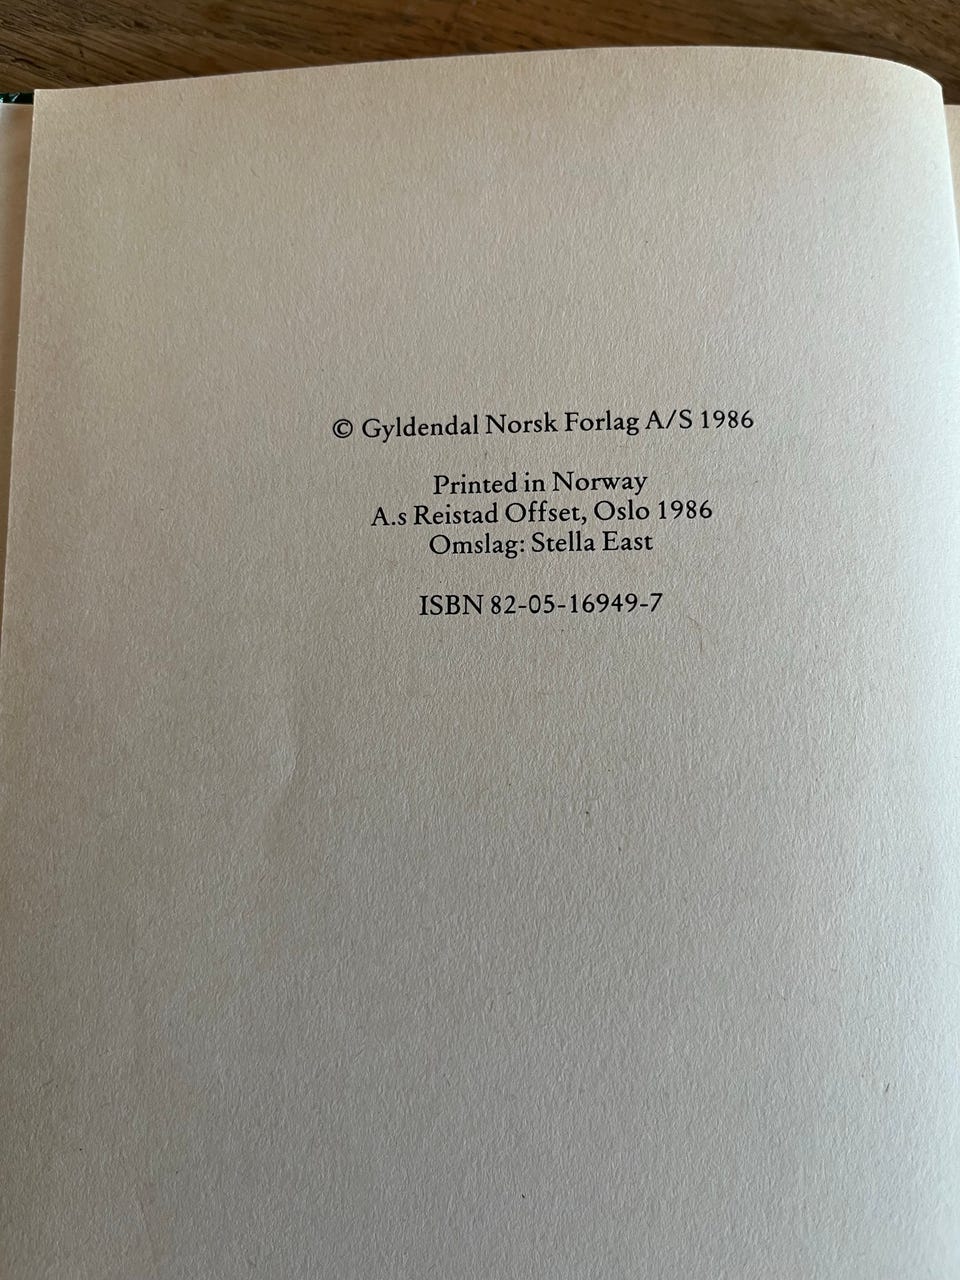 © Gyldendal Norsk Forlag A/S 1986
Printed in Norway
A.s Reistad Offset, Oslo 1986
Omslag: Stella East
ISBN 82-05-16949-7